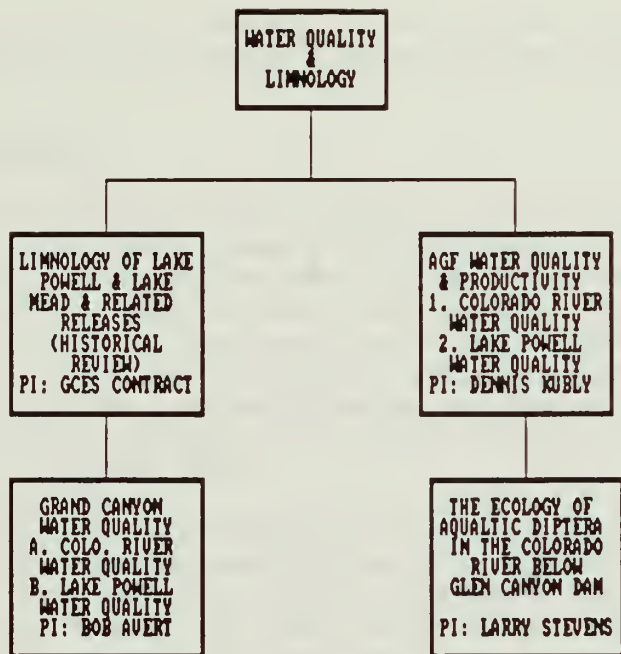 WATER QUALITY
&
LIMNOLOGY
LIMNOLOGY OF LAKE
POWELL & LAKE
MEAD & RELATED
RELEASES
(HISTORICAL
REVIEW)
PI: GCES CONTRACT
AGF WATER QUALITY
& PRODUCTIVITY
1. COLORADO RIVER
WATER QUALITY
2. LAKE POWELL
WATER QUALITY
PI: DENNIS KUBLY
GRAND CANYON
WATER QUALITY
A. COLO. RIVER
WATER QUALITY
B. LAKE POWELL
WATER QUALITY
PI: BOB AVERT
THE ECOLOGY OF
AQUALTIC DIPTERA
IN THE COLORADO
RIVER BELOW
GLEN CANYON DAM
PI: LARRY STEVENS